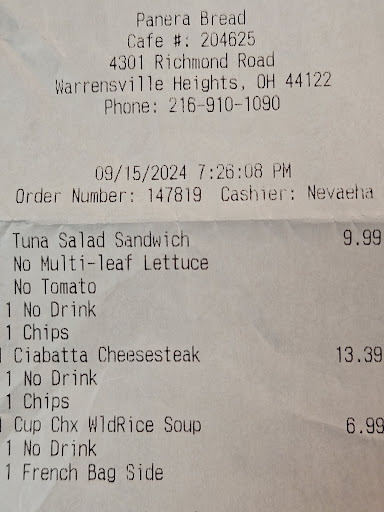 Panera Bread
Cafe #: 204625
4301 Richmond Road
Warrensville Heights, OH 44122
Phone: 216-910-1090
09/15/2024 7:26:08 PM
Order Number: 147819 Cashier: Nevaeha
Tuna Salad Sandwich 9.99
No Multi-leaf Lettuce
No Tomato
1 No Drink
1 Chips
1 Ciabatta Cheesesteak 13.39
1 No Drink
1 Chips
1 Cup Chx WldRice Soup 6.99
1 No Drink
1 French Bag Side